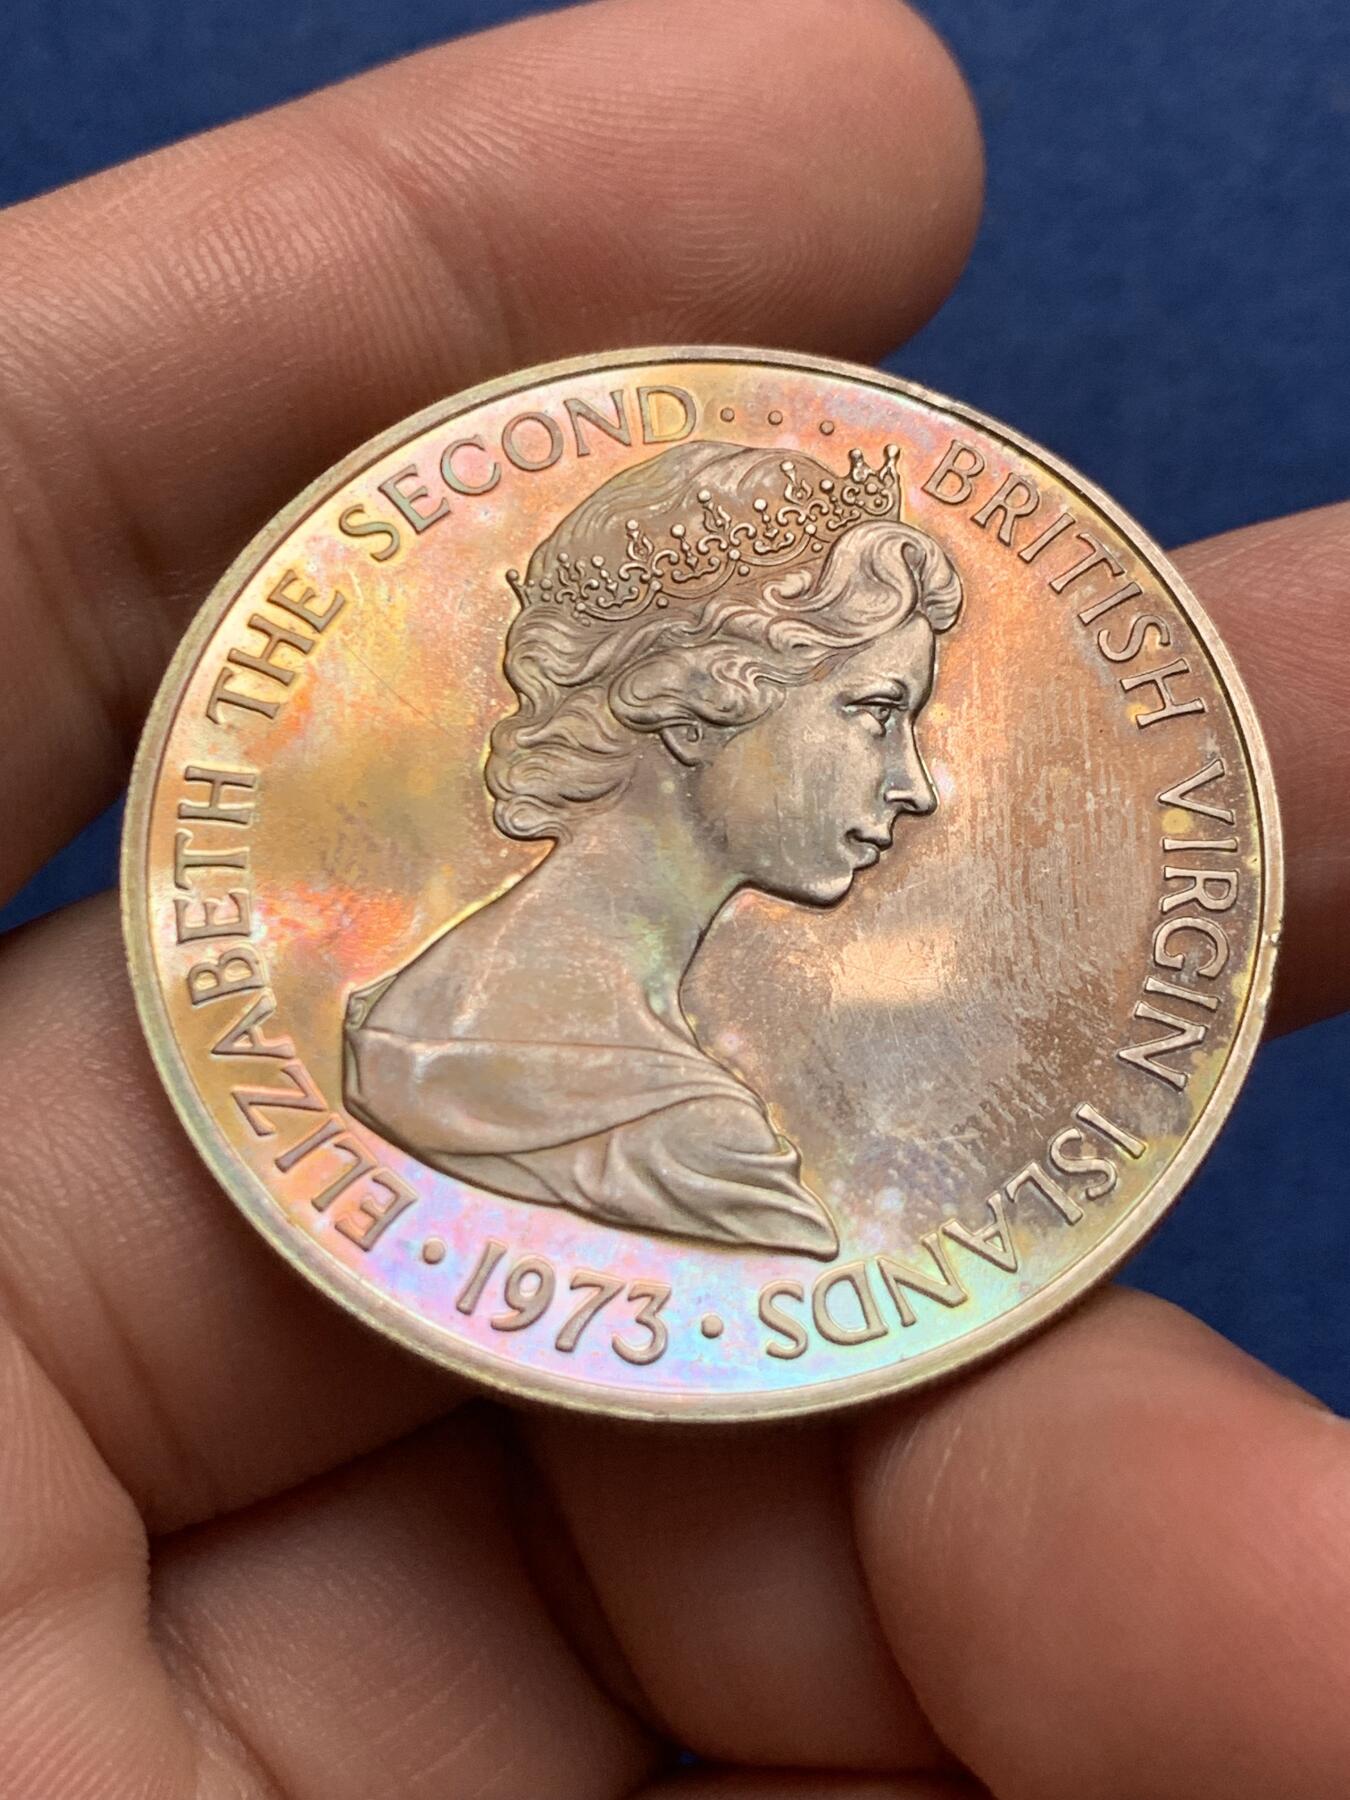 ELIZABETH THE SECOND . . . . BRITISH VIRGIN ISLANDS · 1973 ·